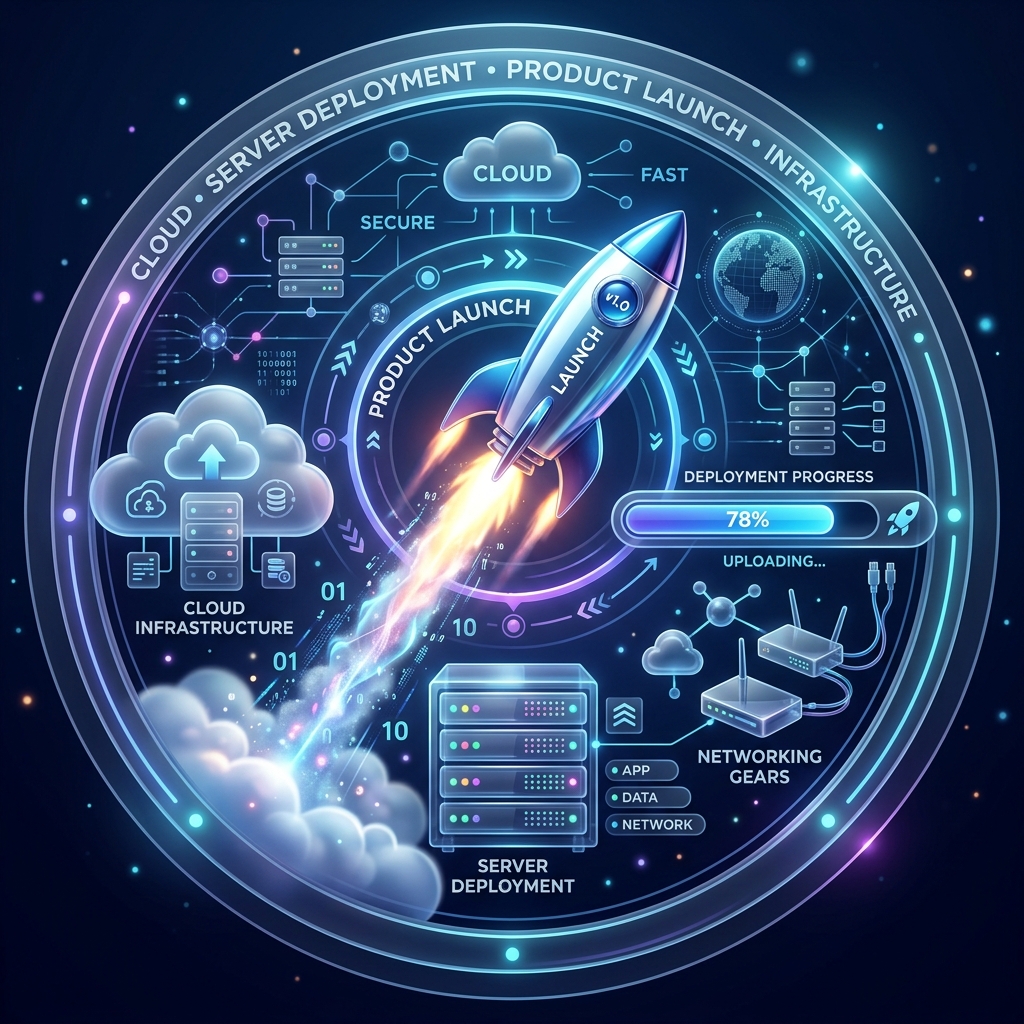 CLOUD • SERVER DEPLOYMENT • PRODUCT LAUNCH • INFRASTRUCTURE
CLOUD
FAST
SECURE
v1.0
PRODUCT LAUNCH
LAUNCH
DEPLOYMENT PROGRESS
78%
UPLOADING...
CLOUD
INFRASTRUCTURE
01
10
01
10
NETWORKING
GEARS
APP
DATA
NETWORK
SERVER
DEPLOYMENT